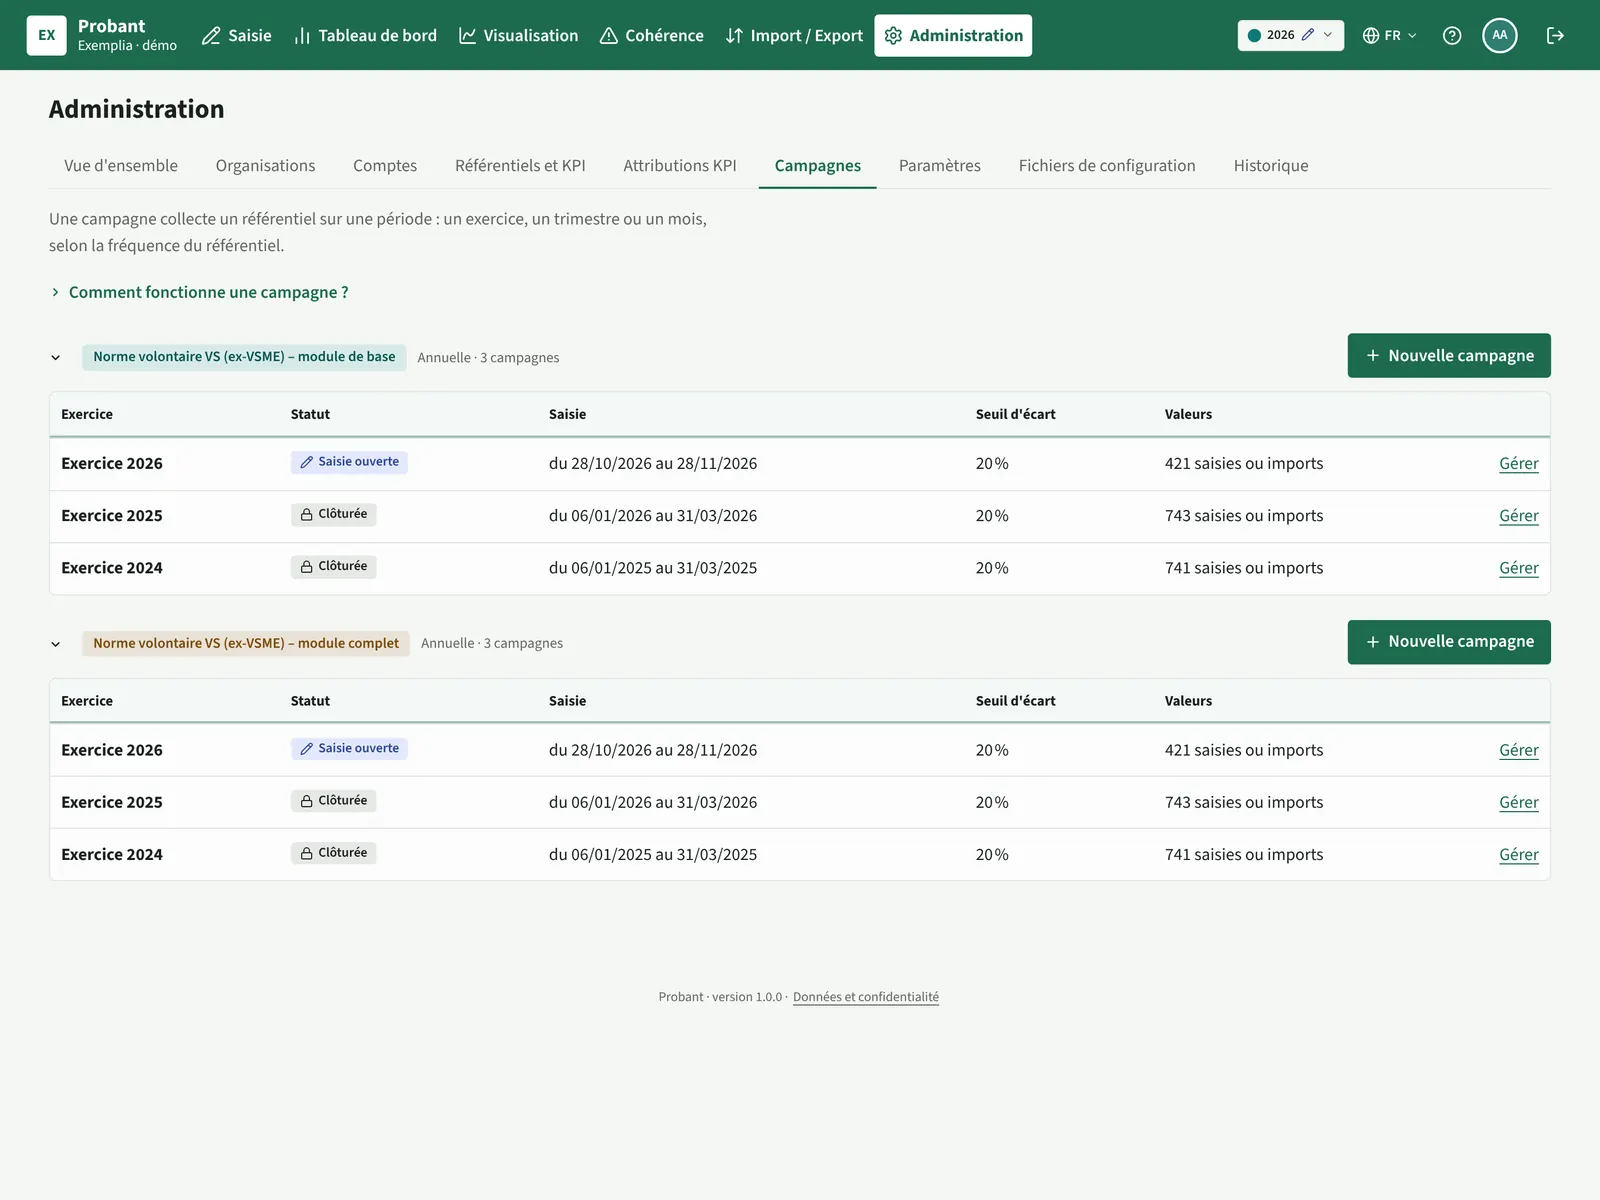 EX
Probant
Exemplia · démo
Saisie
Tableau de bord
Visualisation
Cohérence
Import / Export
Administration
2026
FR
AA
Administration
Vue d'ensemble
Organisations
Comptes
Référentiels et KPI
Attributions KPI
Campagnes
Paramètres
Fichiers de configuration
Historique
Une campagne collecte un référentiel sur une période : un exercice, un trimestre ou un mois,
selon la fréquence du référentiel.
Comment fonctionne une campagne ?
Norme volontaire VS (ex-VSME) – module de base
Annuelle · 3 campagnes
+ Nouvelle campagne
Exercice Statut Saisie Seuil d'écart Valeurs
Exercice 2026 Saisie ouverte du 28/10/2026 au 28/11/2026 20 % 421 saisies ou imports Gérer
Exercice 2025 Clôturée du 06/01/2026 au 31/03/2026 20 % 743 saisies ou imports Gérer
Exercice 2024 Clôturée du 06/01/2025 au 31/03/2025 20 % 741 saisies ou imports Gérer
Norme volontaire VS (ex-VSME) – module complet
Annuelle · 3 campagnes
+ Nouvelle campagne
Exercice Statut Saisie Seuil d'écart Valeurs
Exercice 2026 Saisie ouverte du 28/10/2026 au 28/11/2026 20 % 421 saisies ou imports Gérer
Exercice 2025 Clôturée du 06/01/2026 au 31/03/2026 20 % 743 saisies ou imports Gérer
Exercice 2024 Clôturée du 06/01/2025 au 31/03/2025 20 % 741 saisies ou imports Gérer
Probant · version 1.0.0 · Données et confidentialité